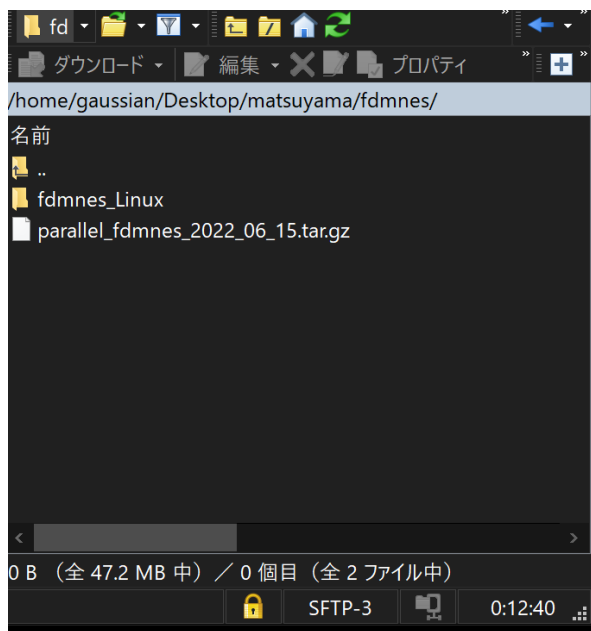 fd
ダウンロード 編集 プロパティ
/home/gaussian/Desktop/matsuyama/fdmnes/
名前
..
fdmnes_Linux
parallel_fdmnes_2022_06_15.tar.gz
0 B （全 47.2 MB 中）／ 0 個目（全 2 ファイル中）
SFTP-3 0:12:40